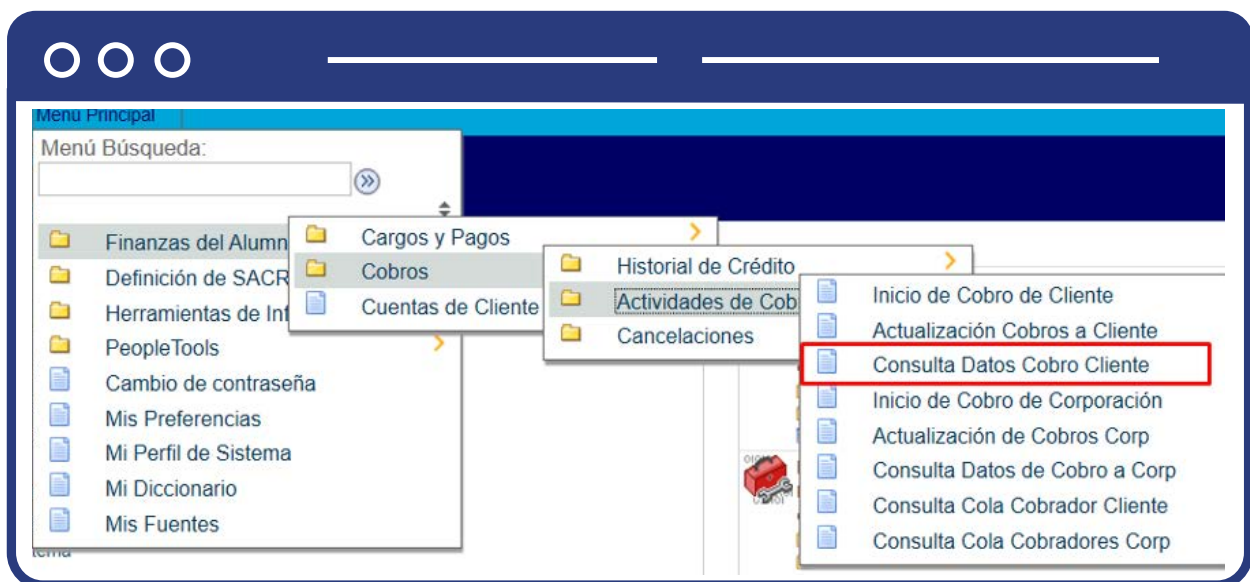 Menú Principal
Menú Búsqueda:
Finanzas del Alumn
Definición de SACR
Herramientas de Inf
PeopleTools
Cambio de contraseña
Mis Preferencias
Mi Perfil de Sistema
Mi Diccionario
Mis Fuentes
Cargos y Pagos
Cobros
Cuentas de Cliente
Historial de Crédito
Actividades de Cob
Cancelaciones
Inicio de Cobro de Cliente
Actualización Cobros a Cliente
Consulta Datos Cobro Cliente
Inicio de Cobro de Corporación
Actualización de Cobros Corp
Consulta Datos de Cobro a Corp
Consulta Cola Cobrador Cliente
Consulta Cola Cobradores Corp